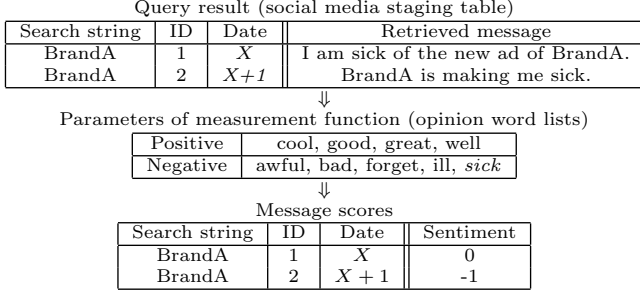 Query result (social media staging table)
Search string ID Date Retrieved message
BrandA 1 X I am sick of the new ad of BrandA.
BrandA 2 X+1 BrandA is making me sick.
⇓
Parameters of measurement function (opinion word lists)
Positive cool, good, great, well
Negative awful, bad, forget, ill, sick
⇓
Message scores
Search string ID Date Sentiment
BrandA 1 X 0
BrandA 2 X + 1 -1